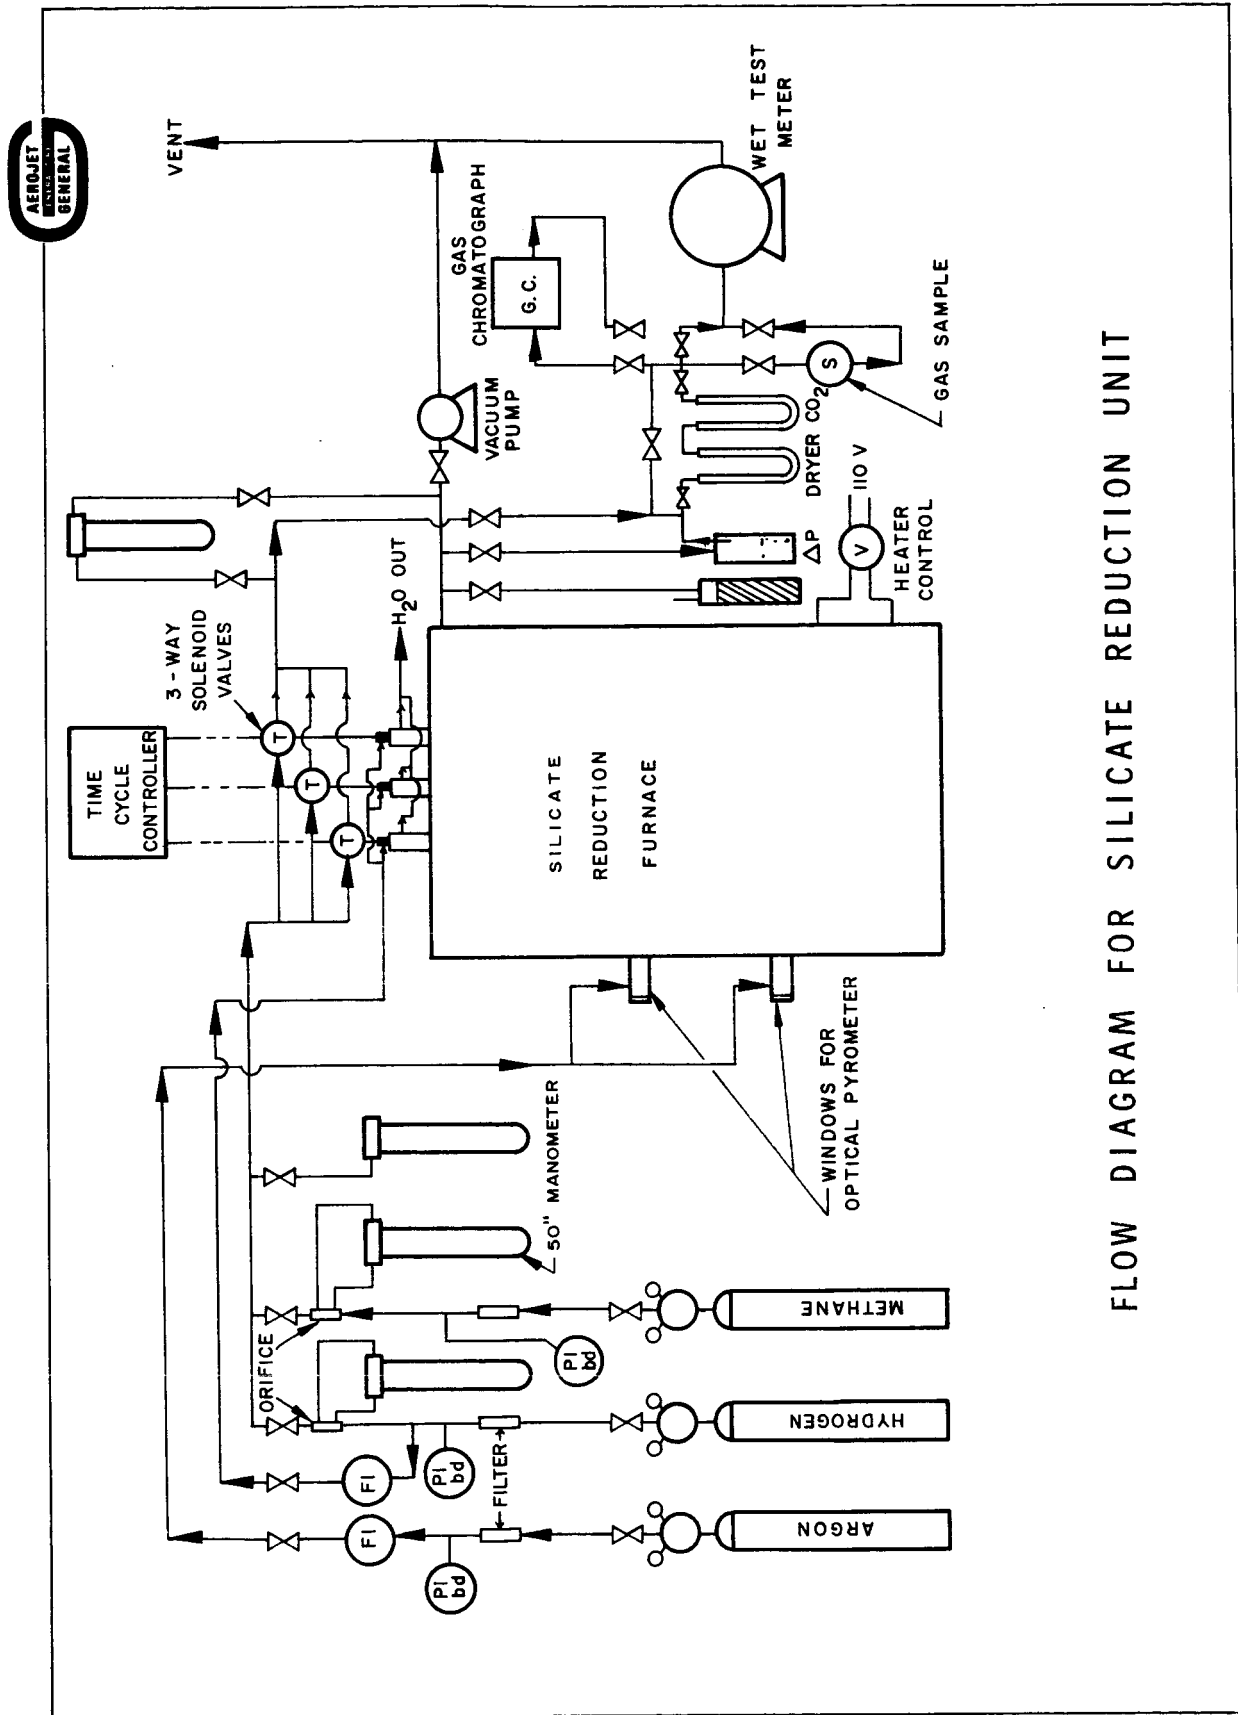 AEROJET
GENERAL
VENT
TIME
CYCLE
CONTROLLER
3-WAY
SOLENOID
VALVES
T
T
T
H2O OUT
VACUUM
PUMP
GAS
CHROMATOGRAPH
G. C.
WET TEST
METER
ORIFICE
FI
FI
PI
bd
PI
bd
PI
bd
FILTER
50" MANOMETER
SILICATE
REDUCTION
FURNACE
ΔP
DRYER
CO2
S
GAS SAMPLE
V
110 V
HEATER
CONTROL
WINDOWS FOR
OPTICAL PYROMETER
ARGON
HYDROGEN
METHANE
FLOW DIAGRAM FOR SILICATE REDUCTION UNIT